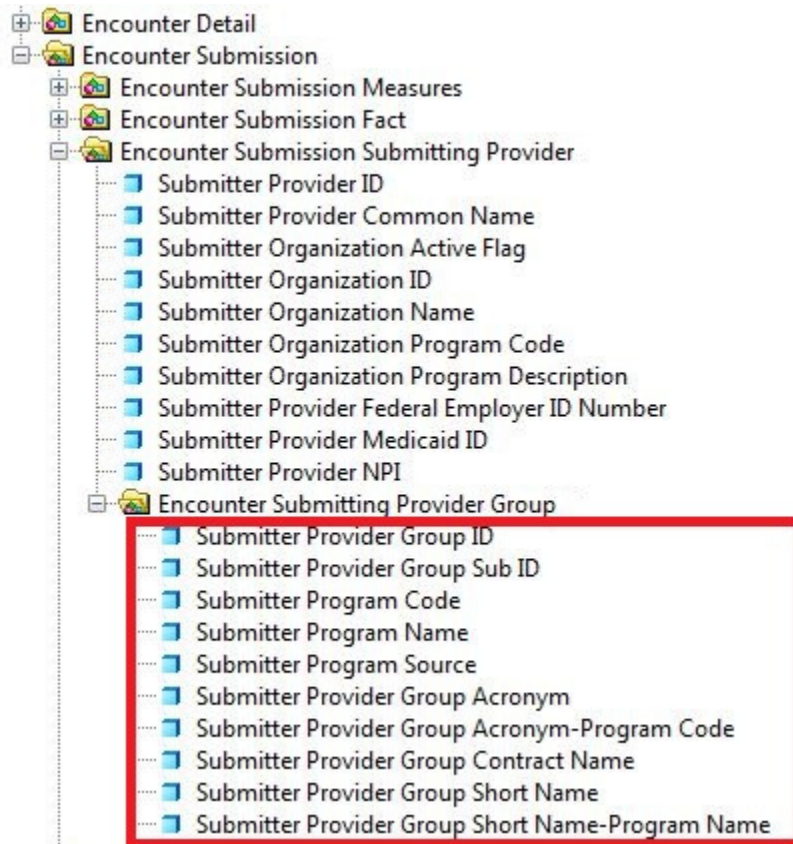 Encounter Detail
Encounter Submission
Encounter Submission Measures
Encounter Submission Fact
Encounter Submission Submitting Provider
Submitter Provider ID
Submitter Provider Common Name
Submitter Organization Active Flag
Submitter Organization ID
Submitter Organization Name
Submitter Organization Program Code
Submitter Organization Program Description
Submitter Provider Federal Employer ID Number
Submitter Provider Medicaid ID
Submitter Provider NPI
Encounter Submitting Provider Group
Submitter Provider Group ID
Submitter Provider Group Sub ID
Submitter Program Code
Submitter Program Name
Submitter Program Source
Submitter Provider Group Acronym
Submitter Provider Group Acronym-Program Code
Submitter Provider Group Contract Name
Submitter Provider Group Short Name
Submitter Provider Group Short Name-Program Name